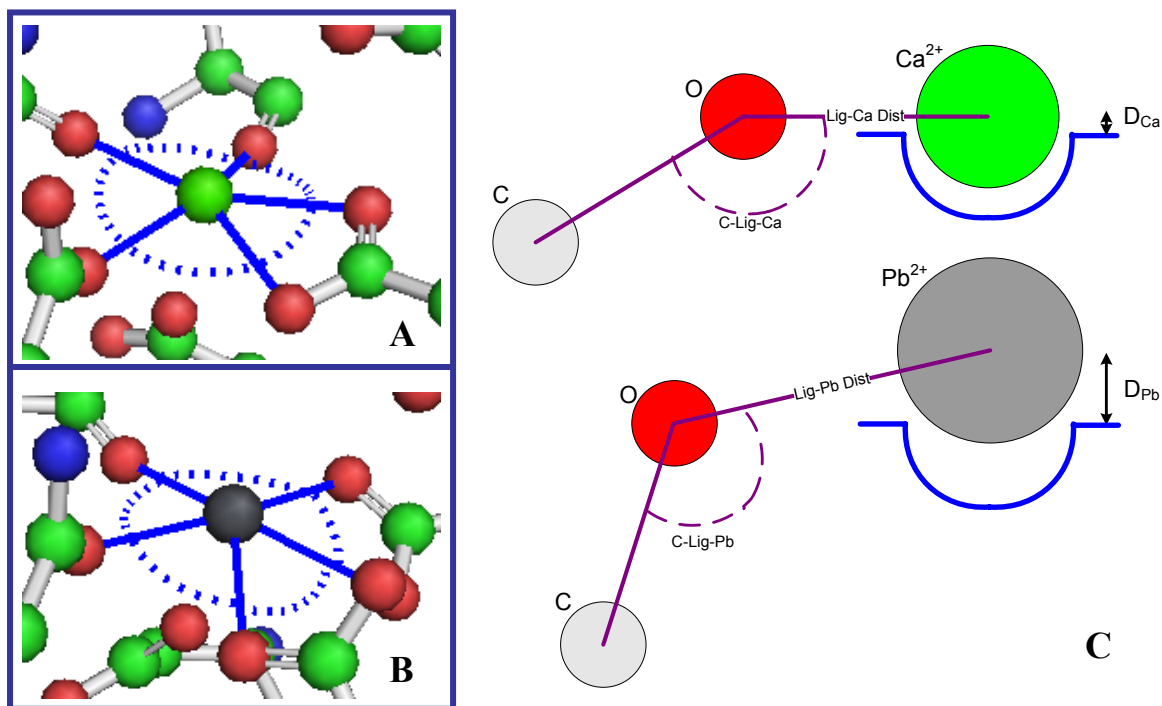 A
B
O
Ca2+
Lig-Ca Dist
DCa
C
C-Lig-Ca
Pb2+
O
Lig-Pb Dist
DPb
C-Lig-Pb
C
C